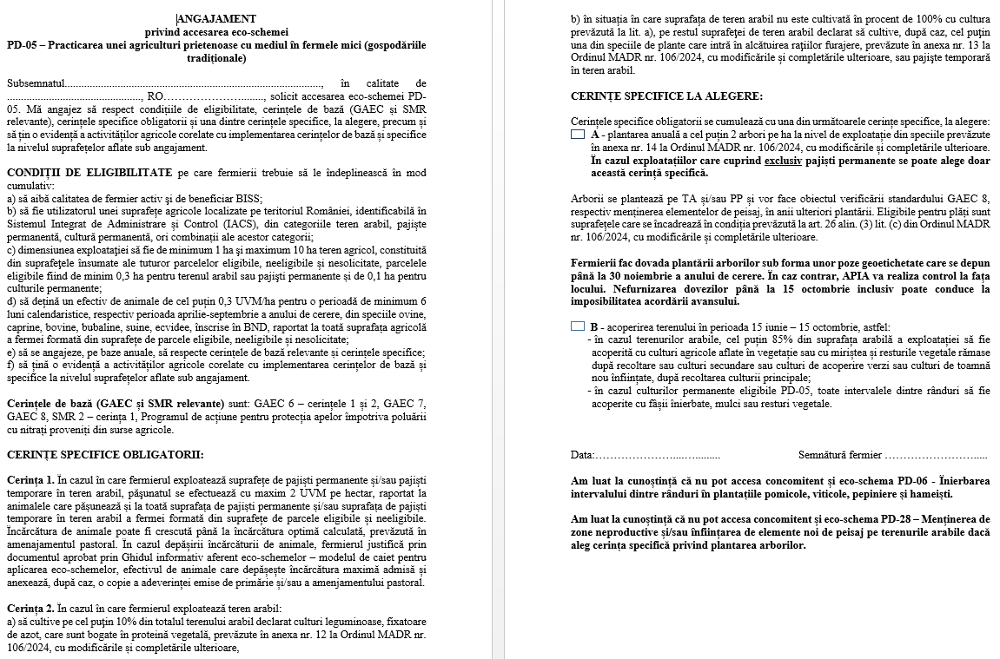 ANGAJAMENT
privind accesarea eco-schemei
PD-05 – Practicarea unei agriculturi prietenoase cu mediul în fermele mici (gospodăriile
tradiționale)
Subsemnatul..............................................................................................., în calitate de
.................................................., RO…………………........, solicit accesarea eco-schemei PD-
05. Mă angajez să respect condițiile de eligibilitate, cerințele de bază (GAEC și SMR
relevante), cerințele specifice obligatorii și una dintre cerințele specifice, la alegere, precum și
să țin o evidență a activităților agricole corelate cu implementarea cerințelor de bază și specifice
la nivelul suprafețelor aflate sub angajament.
CONDIȚII DE ELIGIBILITATE pe care fermierii trebuie să le îndeplinească în mod
cumulativ:
a) să aibă calitatea de fermier activ şi de beneficiar BISS;
b) să fie utilizatorul unei suprafețe agricole localizate pe teritoriul României, identificabilă în
Sistemul Integrat de Administrare și Control (IACS), din categoriile teren arabil, pajiște
permanentă, cultură permanentă, ori combinații ale acestor categorii;
c) dimensiunea exploatației să fie de minimum 1 ha şi maximum 10 ha teren agricol, constituită
din suprafețele însumate ale tuturor parcelelor eligibile, neeligibile și nesolicitate, parcelele
eligibile fiind de minim 0,3 ha pentru terenul arabil sau pajişti permanente și de 0,1 ha pentru
culturile permanente;
d) să dețină un efectiv de animale de cel puțin 0,3 UVM/ha pentru o perioadă de minimum 6
luni calendaristice, respectiv perioada aprilie-septembrie a anului de cerere, din speciile ovine,
caprine, bovine, bubaline, suine, ecvidee, înscrise în BND, raportat la toată suprafața agricolă
a fermei formată din suprafețe de parcele eligibile, neeligibile și nesolicitate;
e) să se angajeze, pe baze anuale, să respecte cerințele de bază relevante și cerințele specifice;
f) să țină o evidență a activităților agricole corelate cu implementarea cerințelor de bază și
specifice la nivelul suprafețelor aflate sub angajament.
Cerințele de bază (GAEC și SMR relevante) sunt: GAEC 6 – cerințele 1 și 2, GAEC 7,
GAEC 8, SMR 2 – cerința 1, Programul de acțiune pentru protecția apelor împotriva poluării
cu nitrați proveniți din surse agricole.
CERINȚE SPECIFICE OBLIGATORII:
Cerința 1. În cazul în care fermierul exploatează suprafețe de pajiști permanente și/sau pajiști
temporare în teren arabil, păşunatul se efectuează cu maxim 2 UVM pe hectar, raportat la
animalele care pășunează și la toată suprafața de pajiști permanente și/sau suprafața de pajiști
temporare în teren arabil a fermei formată din suprafețe de parcele eligibile și neeligibile.
Încărcătura de animale poate fi crescută până la încărcătura optimă calculată, prevăzută în
amenajamentul pastoral. În cazul depășirii încărcăturii de animale, fermierul justifică prin
documentul aprobat prin Ghidul informativ aferent eco-schemelor – modelul de caiet pentru
aplicarea eco-schemelor, efectivul de animale care depășește încărcătura maximă admisă și
anexează, după caz, o copie a adeverinței emise de primărie și/sau a amenjamentului pastoral.
Cerința 2. În cazul în care fermierul exploatează teren arabil:
a) să cultive pe cel puțin 10% din totalul terenului arabil declarat culturi leguminoase, fixatoare
de azot, care sunt bogate în proteină vegetală, prevăzute în anexa nr. 12 la Ordinul MADR nr.
106/2024, cu modificările și completările ulterioare,
b) în situația în care suprafața de teren arabil nu este cultivată în procent de 100% cu cultura
prevăzută la lit. a), pe restul suprafeţei de teren arabil declarat să cultive, după caz, cel puţin
una din speciile de plante care intră în alcătuirea rațiilor furajere, prevăzute în anexa nr. 13 la
Ordinul MADR nr. 106/2024, cu modificările și completările ulterioare, sau pajişte temporară
în teren arabil.
CERINȚE SPECIFICE LA ALEGERE:
Cerințele specifice obligatorii se cumulează cu una din următoarele cerințe specifice, la alegere:
A - plantarea anuală a cel puțin 2 arbori pe ha la nivel de exploatație din speciile prevăzute
în anexa nr. 14 la Ordinul MADR nr. 106/2024, cu modificările și completările ulterioare.
În cazul exploatațiilor care cuprind exclusiv pajiști permanente se poate alege doar
această cerință specifică.
Arborii se plantează pe TA și/sau PP și vor face obiectul verificării standardului GAEC 8,
respectiv menținerea elementelor de peisaj, în anii ulteriori plantării. Eligibile pentru plăți sunt
suprafețele care se încadrează în condiția prevăzută la art. 26 alin. (3) lit. (c) din Ordinul MADR
nr. 106/2024, cu modificările și completările ulterioare.
Fermierii fac dovada plantării arborilor sub forma unor poze geoetichetate care se depun
până la 30 noiembrie a anului de cerere. În caz contrar, APIA va realiza control la fața
locului. Nefurnizarea dovezilor până la 15 octombrie inclusiv poate conduce la
imposibilitatea acordării avansului.
B - acoperirea terenului în perioada 15 iunie – 15 octombrie, astfel:
- în cazul terenurilor arabile, cel puțin 85% din suprafața arabilă a exploatației să fie
acoperită cu culturi agricole aflate în vegetație sau cu miriștea și resturile vegetale rămase
după recoltare sau culturi secundare sau culturi de acoperire verzi sau culturi de toamnă
nou înființate, după recoltarea culturii principale;
- în cazul culturilor permanente eligibile PD-05, toate intervalele dintre rânduri să fie
acoperite cu fâșii înierbate, mulci sau resturi vegetale.
Data:…………………....…......... Semnătură fermier ……………………….....
Am luat la cunoștință că nu pot accesa concomitent și eco-schema PD-06 - Înierbarea
intervalului dintre rânduri în plantațiile pomicole, viticole, pepiniere și hameiști.
Am luat la cunoștință că nu pot accesa concomitent și eco-schema PD-28 – Menținerea de
zone neproductive și/sau înființarea de elemente noi de peisaj pe terenurile arabile dacă
aleg cerința specifică privind plantarea arborilor.